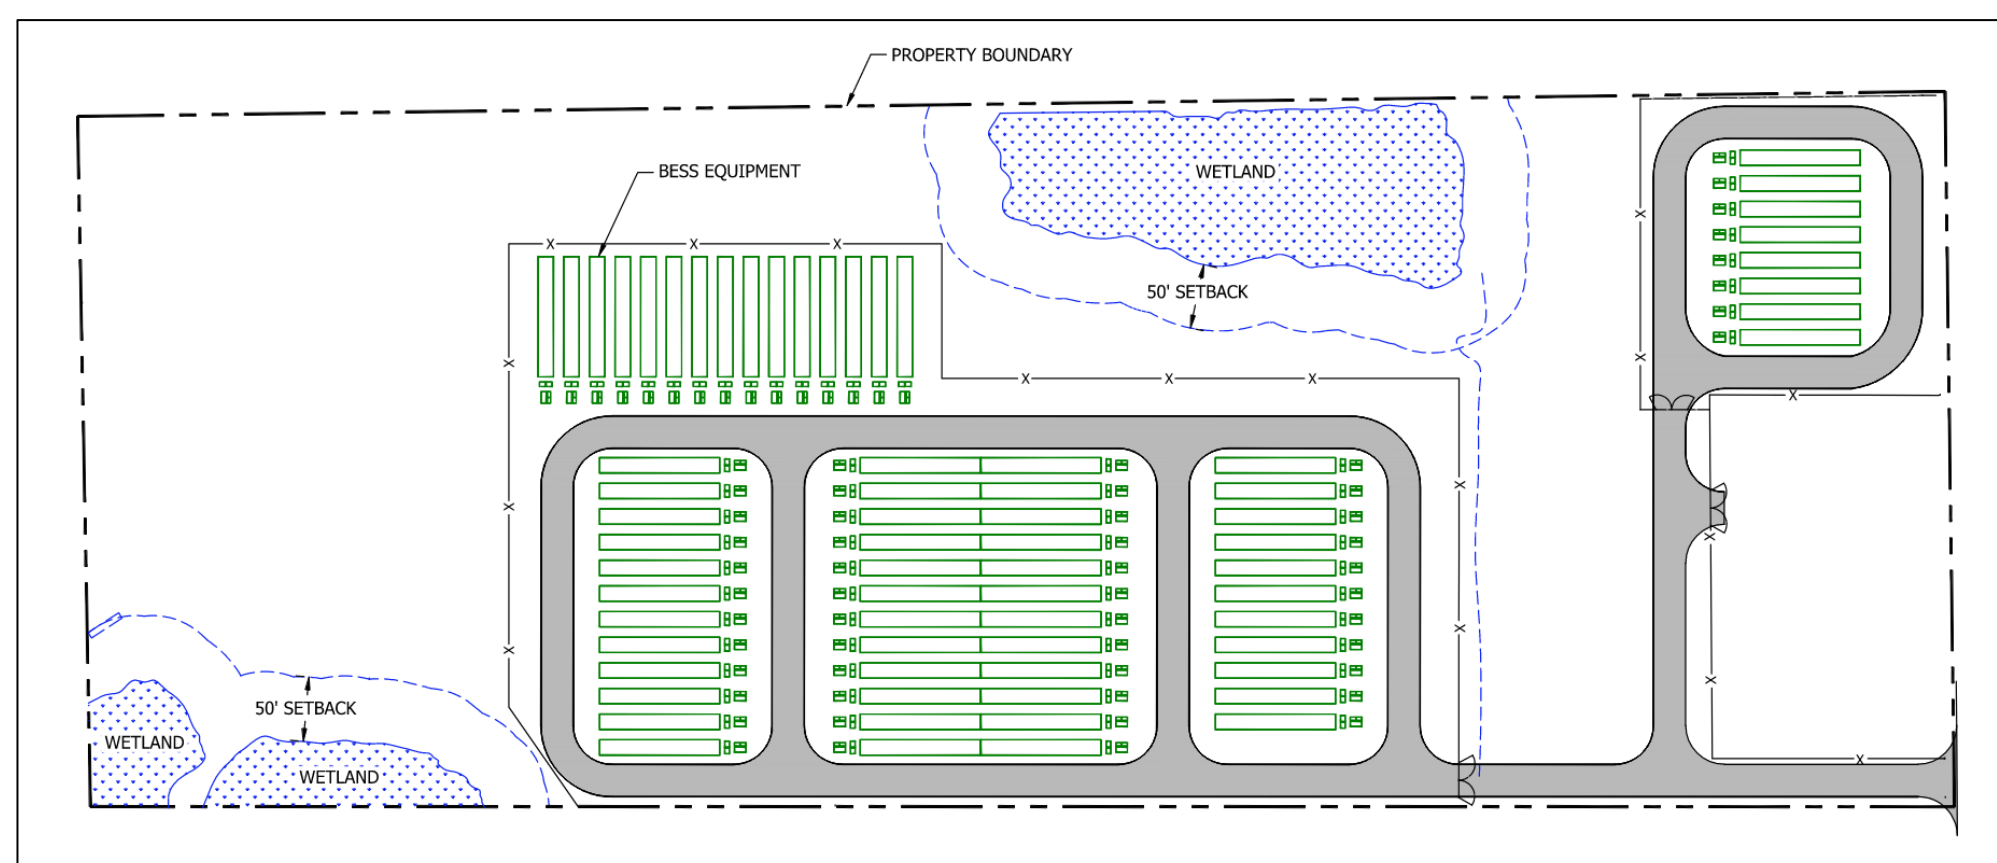 PROPERTY BOUNDARY
BESS EQUIPMENT
WETLAND
50' SETBACK
50' SETBACK
WETLAND
WETLAND